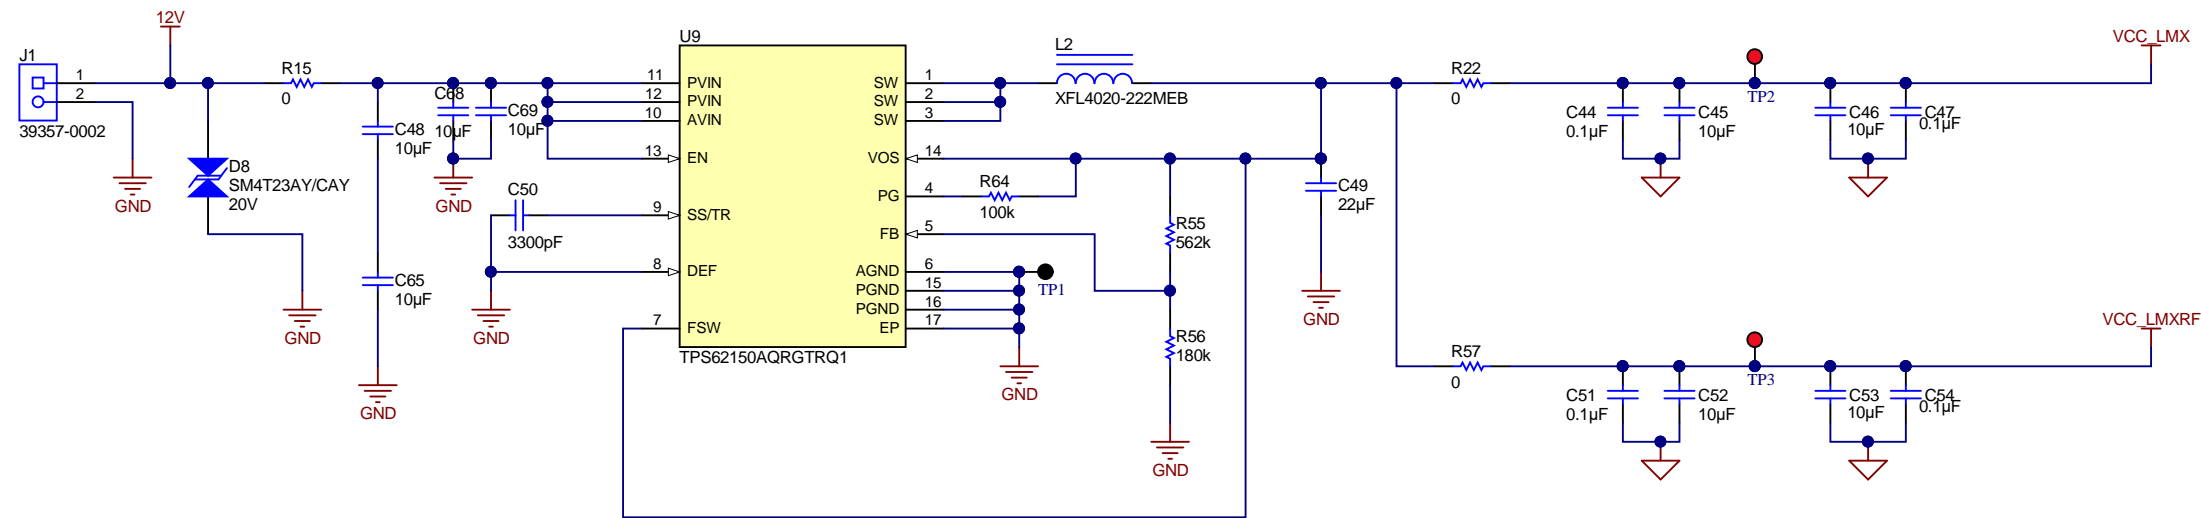 12V
J1
1
2
39357-0002
GND
D8
SM4T23AY/CAY
20V
GND
R15
0
C48
10µF
C65
10µF
GND
C68
10µF
C69
10µF
GND
C50
3300pF
GND
U9
11 PVIN
12 PVIN
10 AVIN
13 EN
9 SS/TR
8 DEF
7 FSW
SW 1
SW 2
SW 3
VOS 14
PG 4
FB 5
AGND 6
PGND 15
PGND 16
EP 17
TPS62150AQRGTRQ1
TP1
GND
L2
XFL4020-222MEB
R64
100k
R55
562k
R56
180k
GND
C49
22µF
GND
R22
0
C44
0.1µF
C45
10µF
TP2
C46
10µF
C47
0.1µF
VCC_LMX
R57
0
C51
0.1µF
C52
10µF
TP3
C53
10µF
C54
0.1µF
VCC_LMXRF